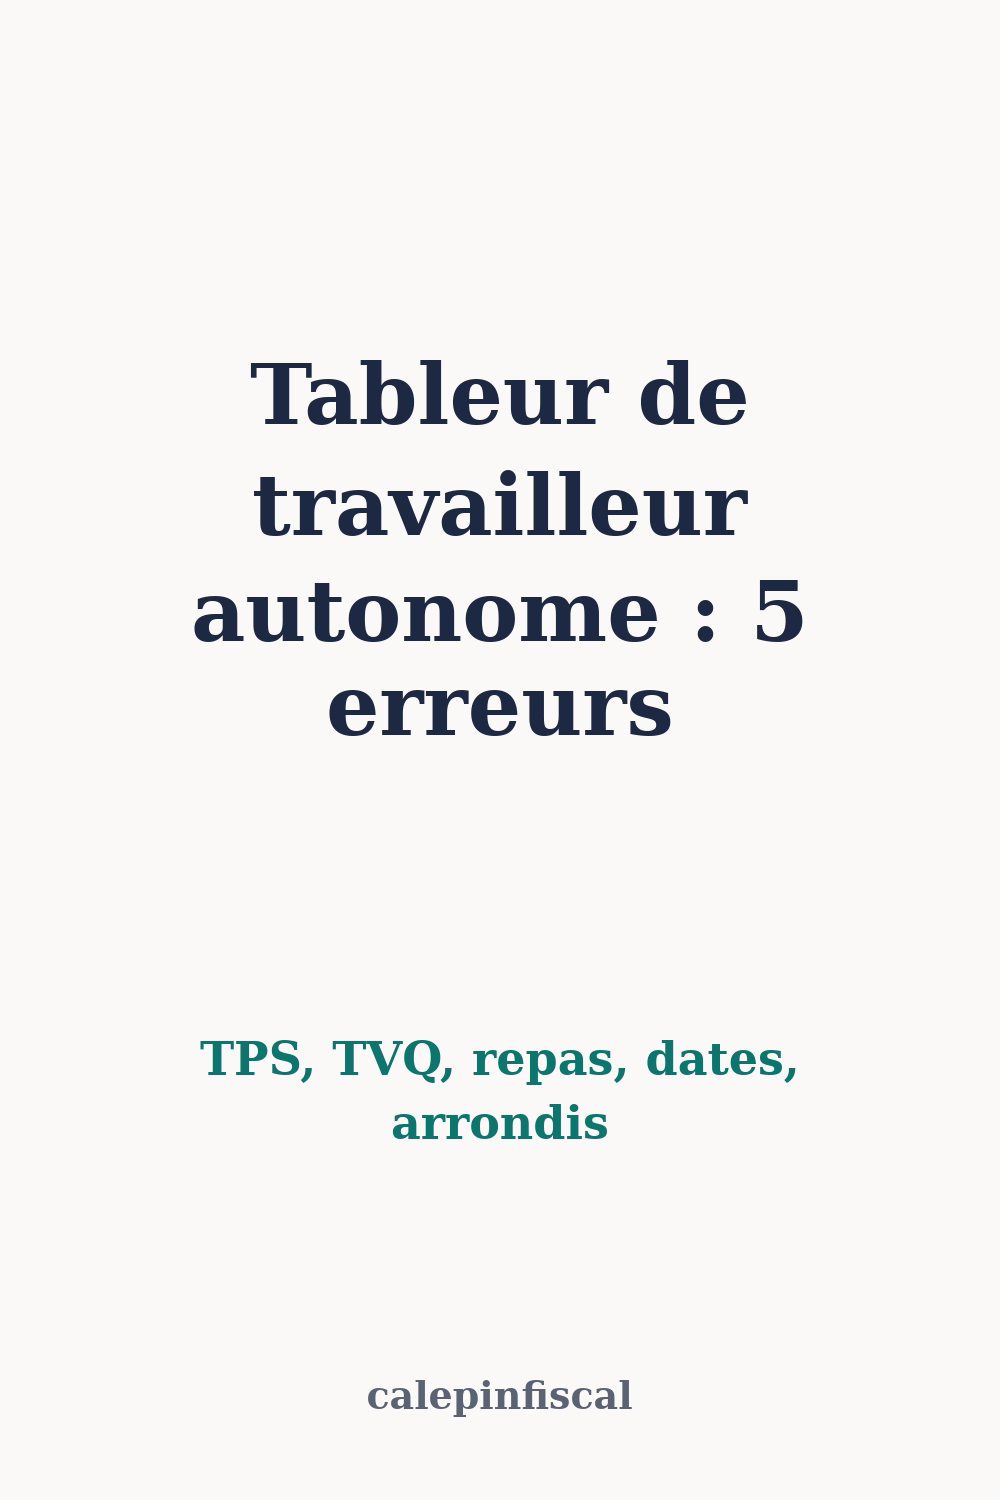 Tableur de
travailleur
autonome : 5
erreurs
TPS, TVQ, repas, dates,
arrondis
calepinfiscal